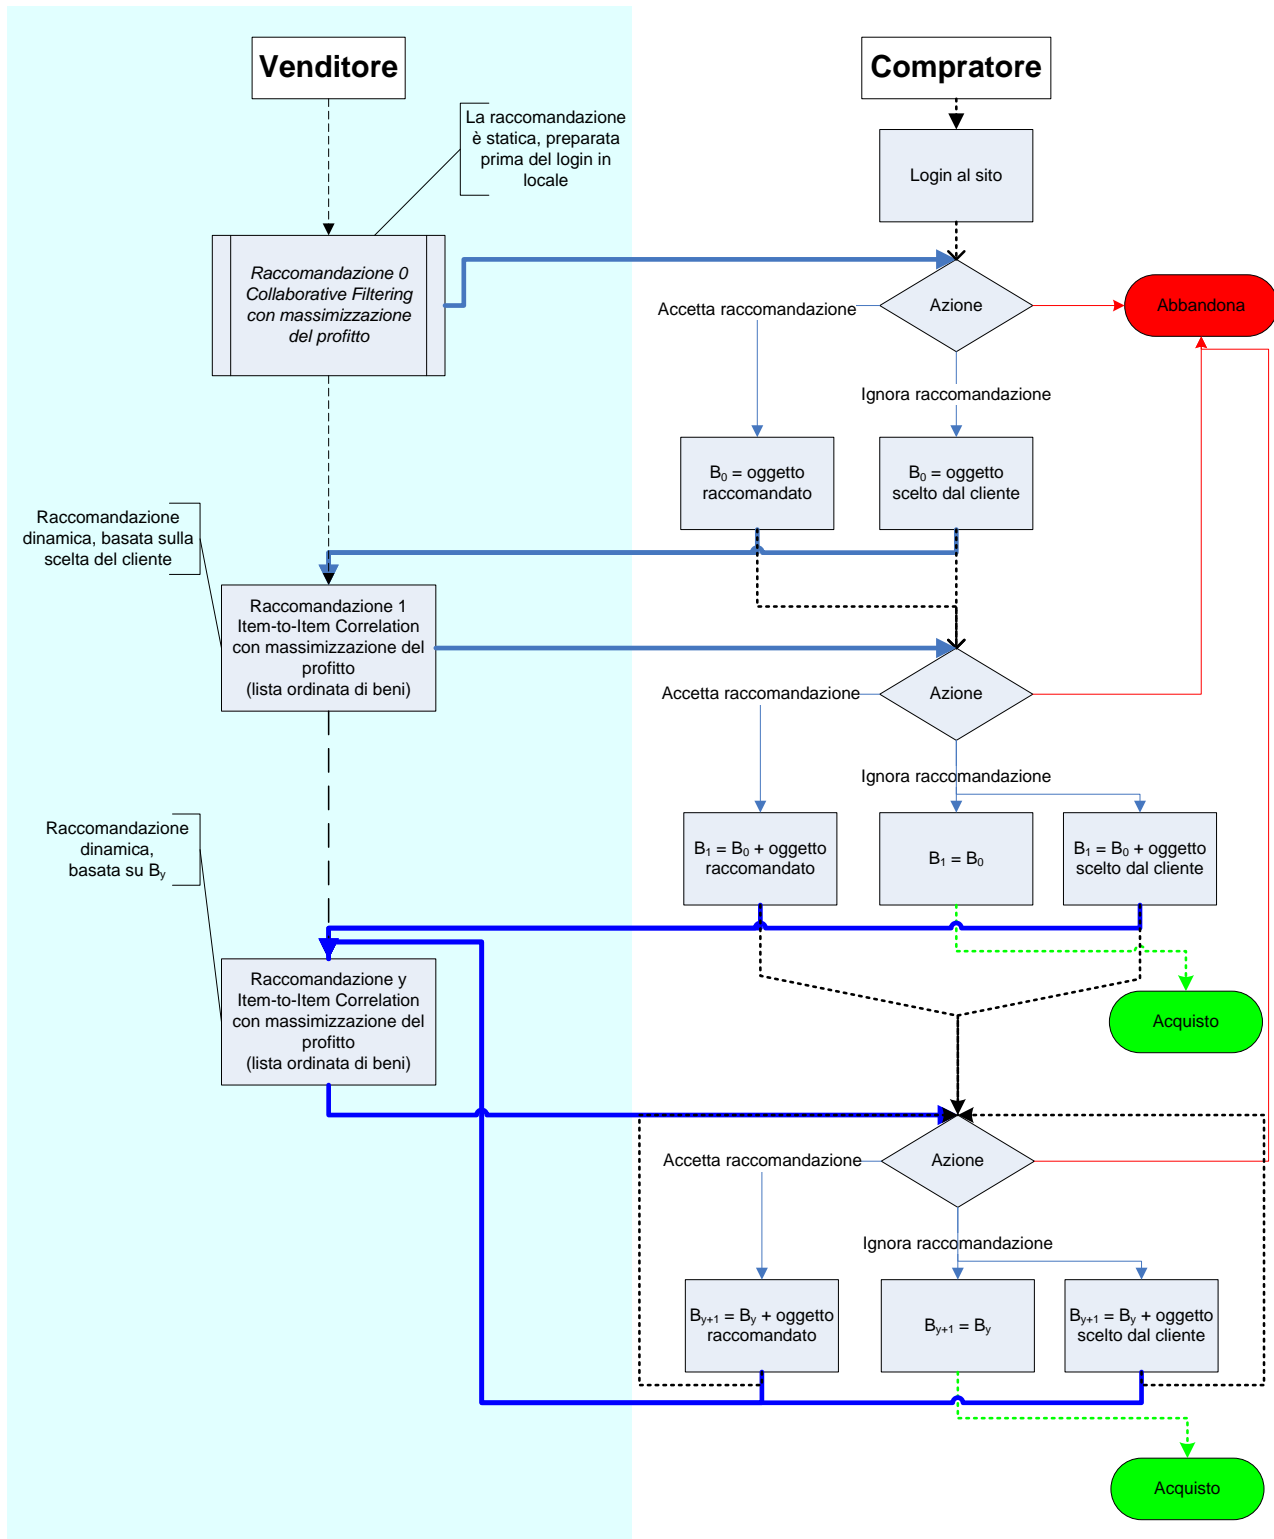 Venditore
Compratore
La raccomandazione
è statica, preparata
prima del login in
locale
Login al sito
Raccomandazione 0
Collaborative Filtering
con massimizzazione
del profitto
Azione
Abbandona
Accetta raccomandazione
Ignora raccomandazione
B₀ = oggetto
raccomandato
B₀ = oggetto
scelto dal cliente
Raccomandazione
dinamica, basata sulla
scelta del cliente
Raccomandazione 1
Item-to-Item Correlation
con massimizzazione del
profitto
(lista ordinata di beni)
Azione
Accetta raccomandazione
Ignora raccomandazione
B₁ = B₀ + oggetto
raccomandato
B₁ = B₀
B₁ = B₀ + oggetto
scelto dal cliente
Raccomandazione
dinamica,
basata su By
Raccomandazione y
Item-to-Item Correlation
con massimizzazione del
profitto
(lista ordinata di beni)
Acquisto
Azione
Accetta raccomandazione
Ignora raccomandazione
By+1 = By + oggetto
raccomandato
By+1 = By
By+1 = By + oggetto
scelto dal cliente
Acquisto